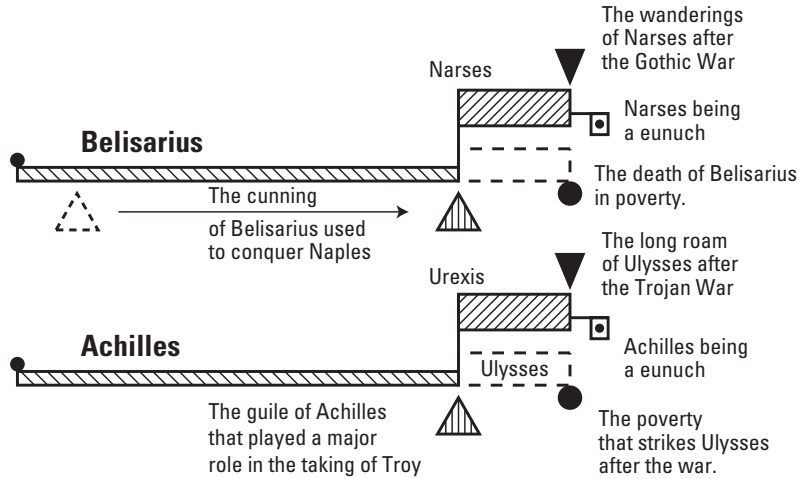 The wanderings
of Narses after
the Gothic War
Narses
Narses being
a eunuch
Belisarius
The death of Belisarius
in poverty.
The cunning
of Belisarius used
to conquer Naples
The long roam
of Ulysses after
the Trojan War
Urexis
Achilles being
a eunuch
Achilles
Ulysses
The guile of Achilles
that played a major
role in the taking of Troy
The poverty
that strikes Ulysses
after the war.